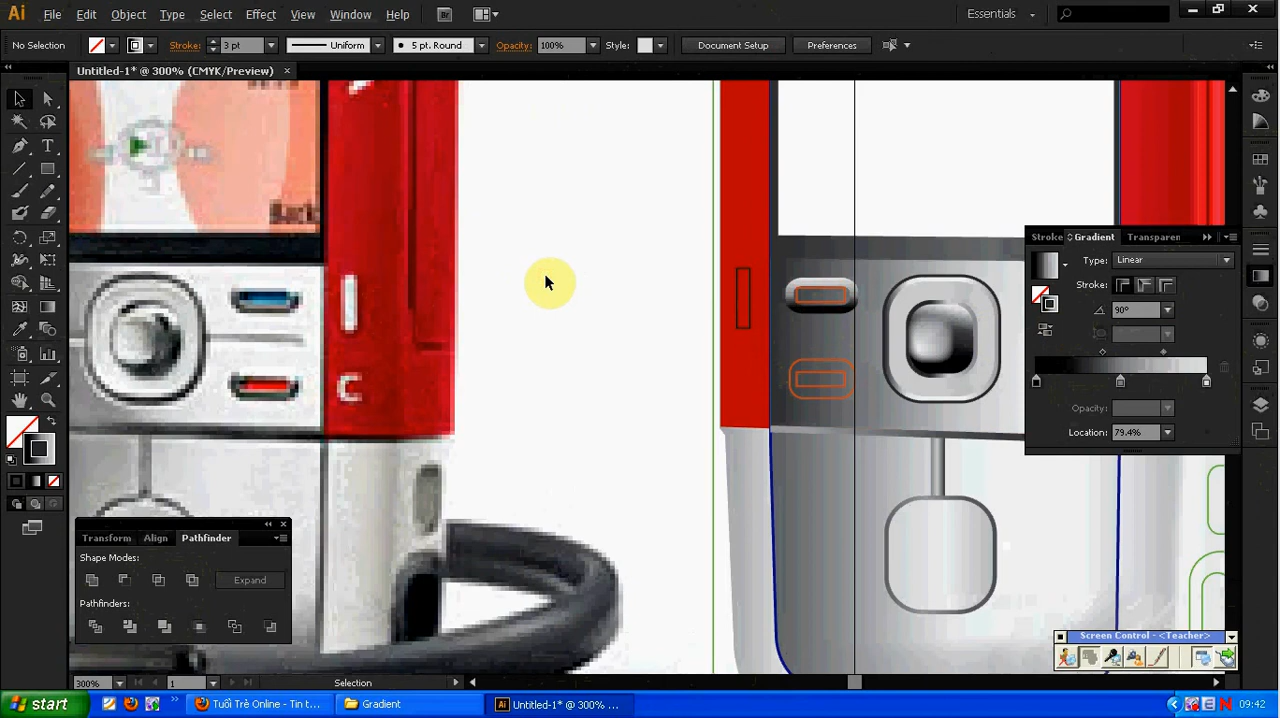 Ai File Edit Object Type Select Effect View Window Help Br Essentials
No Selection Stroke: 3 pt Uniform 5 pt. Round Opacity: 100% Style: Document Setup Preferences
Untitled-1* @ 300% (CMYK/Preview) ×
Back
C
Stroke Gradient Transparen
Type: Linear
Stroke:
90°
Opacity:
Location: 79.4%
Transform Align Pathfinder
Shape Modes:
Expand
Pathfinders:
Screen Control - <Teacher>
300% 1 Selection
start Tuổi Trẻ Online - Tin t... Gradient Ai Untitled-1* @ 300% ... 09:42